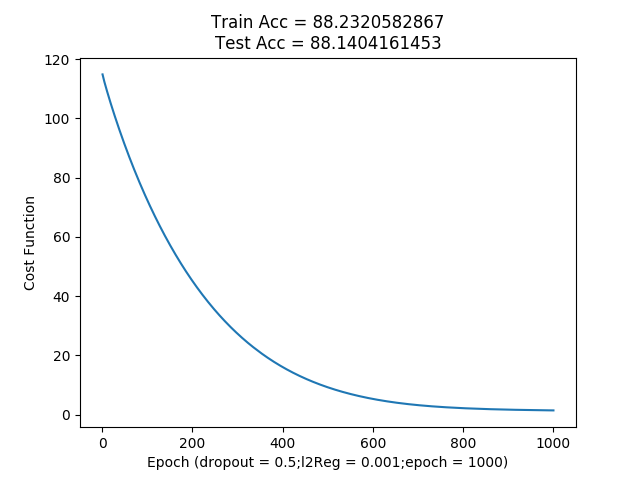 Train Acc = 88.2320582867
Test Acc = 88.1404161453
120
100
80
60
40
20
0
Cost Function
0 200 400 600 800 1000
Epoch (dropout = 0.5;l2Reg = 0.001;epoch = 1000)